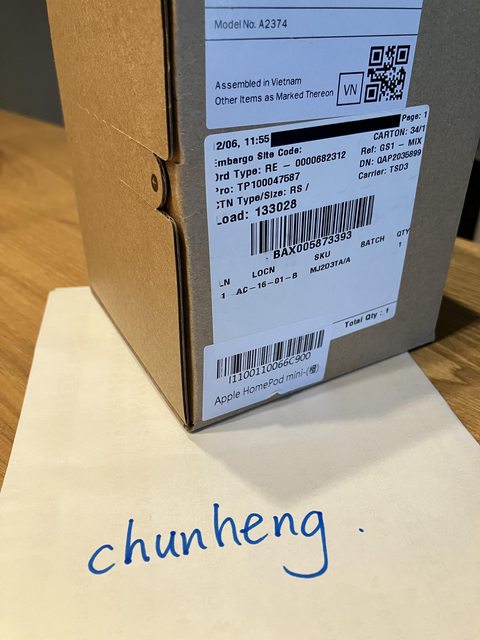 Model No. A2374
Assembled in Vietnam
Other Items as Marked Thereon
VN
2/06, 11:55
Page: 1
Embargo Site Code:
CARTON: 34/1
Ord Type: RE - 0000682312
Ref: GS1 - MIX
Pro: TP100047587
DN: QAP2035899
CTN Type/Size: RS /
Carrier: TSD3
Load: 133028
BAX005873393
LN LOCN SKU BATCH QTY
1 AC-16-01-B MJ2D3TA/A 1
Total Qty : 1
I1100110066C900
Apple HomePod mini-(橙)
chunheng .